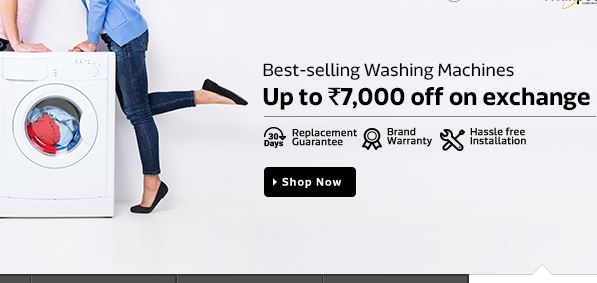 Best-selling Washing Machines
Up to ₹7,000 off on exchange
30
Days
Replacement
Guarantee
Brand
Warranty
Hassle free
Installation
Shop Now